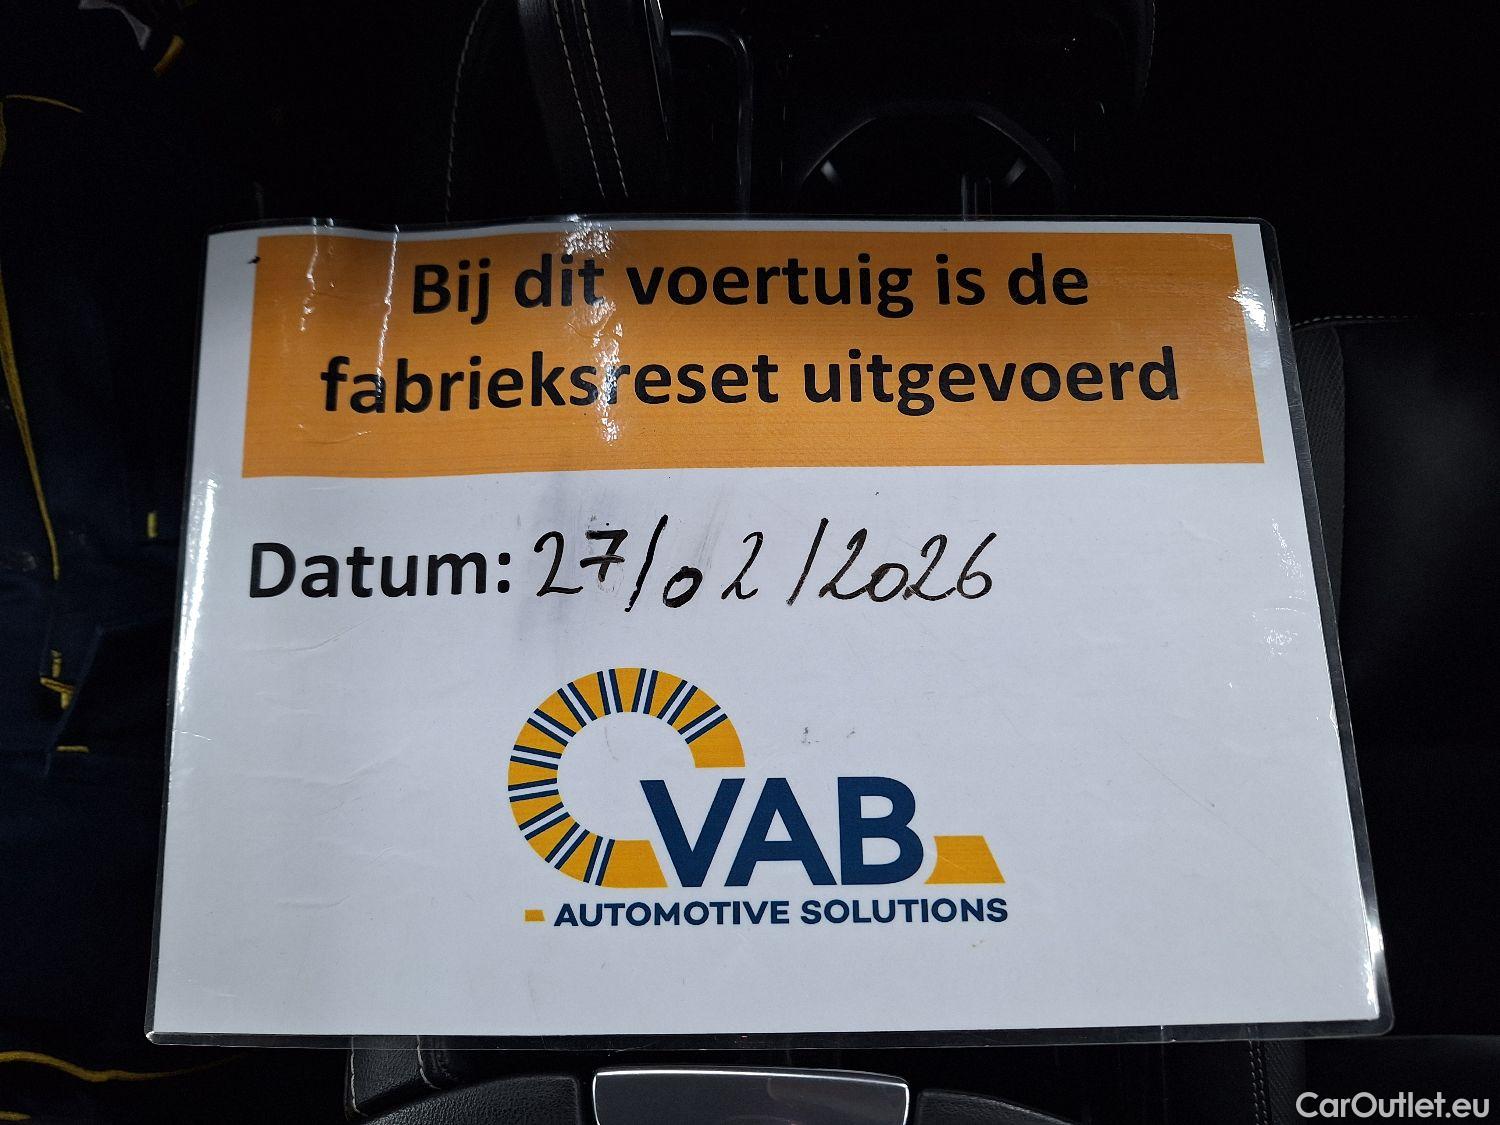 Bij dit voertuig is de
fabrieksreset uitgevoerd
Datum: 27/02/2026
VAB
AUTOMOTIVE SOLUTIONS
CarOutlet.eu